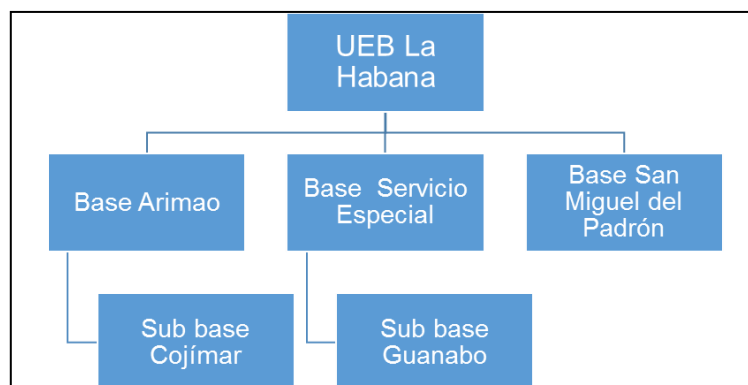 UEB La
Habana
Base Arimao
Base Servicio
Especial
Base San
Miguel del
Padrón
Sub base
Cojímar
Sub base
Guanabo